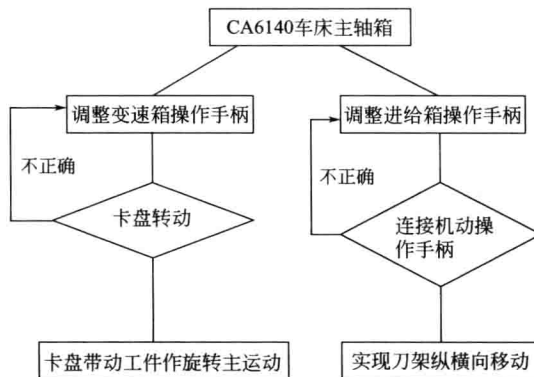 CA6140车床主轴箱
调整变速箱操作手柄
调整进给箱操作手柄
不正确
不正确
卡盘转动
连接机动操
作手柄
卡盘带动工件作旋转主运动
实现刀架纵横向移动